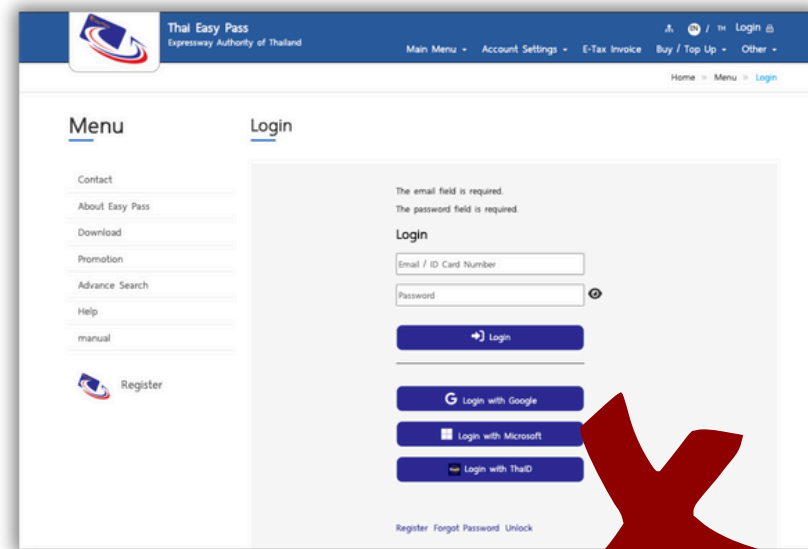 Thai Easy Pass
Expressway Authority of Thailand
EN / TH Login
Main Menu Account Settings E-Tax Invoice Buy / Top Up Other
Home » Menu » Login
Menu
Login
Contact
About Easy Pass
Download
Promotion
Advance Search
Help
manual
Register
The email field is required.
The password field is required.
Login
Email / ID Card Number
Password
Login
Login with Google
Login with Microsoft
Login with ThaID
Register Forgot Password Unlock